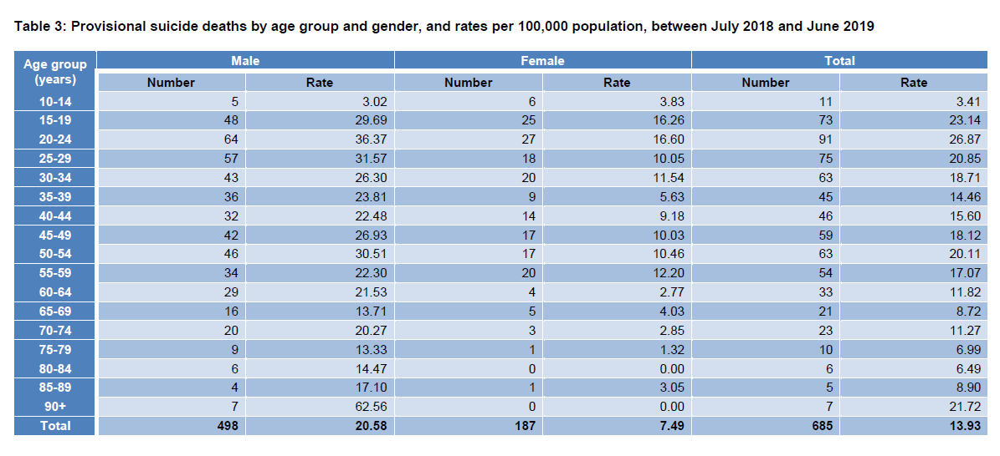 Table 3: Provisional suicide deaths by age group and gender, and rates per 100,000 population, between July 2018 and June 2019
Age group (years) Male Female Total
Number Rate Number Rate Number Rate
10-14 5 3.02 6 3.83 11 3.41
15-19 48 29.69 25 16.26 73 23.14
20-24 64 36.37 27 16.60 91 26.87
25-29 57 31.57 18 10.05 75 20.85
30-34 43 26.30 20 11.54 63 18.71
35-39 36 23.81 9 5.63 45 14.46
40-44 32 22.48 14 9.18 46 15.60
45-49 42 26.93 17 10.03 59 18.12
50-54 46 30.51 17 10.46 63 20.11
55-59 34 22.30 20 12.20 54 17.07
60-64 29 21.53 4 2.77 33 11.82
65-69 16 13.71 5 4.03 21 8.72
70-74 20 20.27 3 2.85 23 11.27
75-79 9 13.33 1 1.32 10 6.99
80-84 6 14.47 0 0.00 6 6.49
85-89 4 17.10 1 3.05 5 8.90
90+ 7 62.56 0 0.00 7 21.72
Total 498 20.58 187 7.49 685 13.93